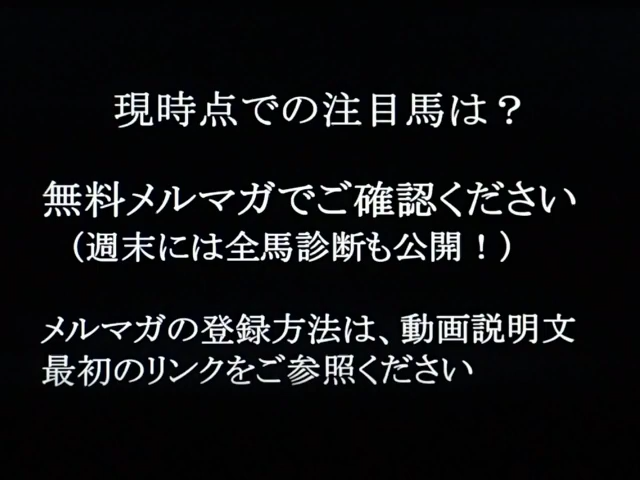 現時点での注目馬は？
無料メルマガでご確認ください
（週末には全馬診断も公開！）
メルマガの登録方法は、動画説明文
最初のリンクをご参照ください